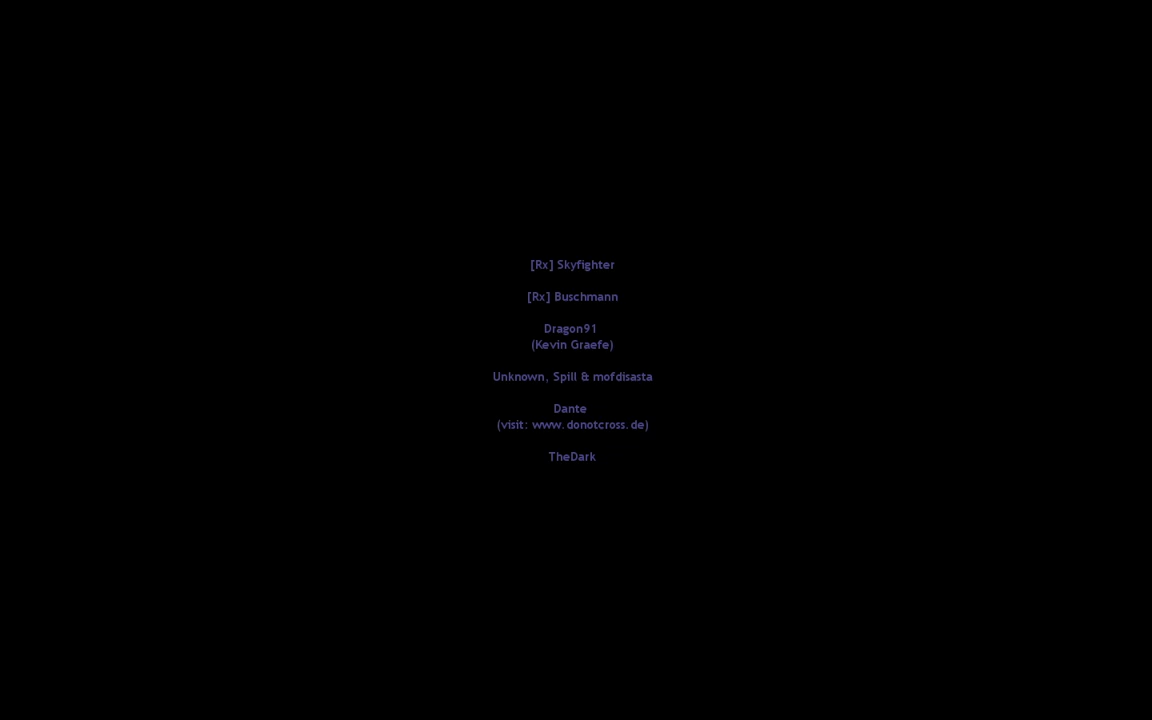 [Rx] Skyfighter
[Rx] Buschmann
Dragon91
(Kevin Graefe)
Unknown, Spill & mofdisasta
Dante
(visit: www.donotcross.de)
TheDark